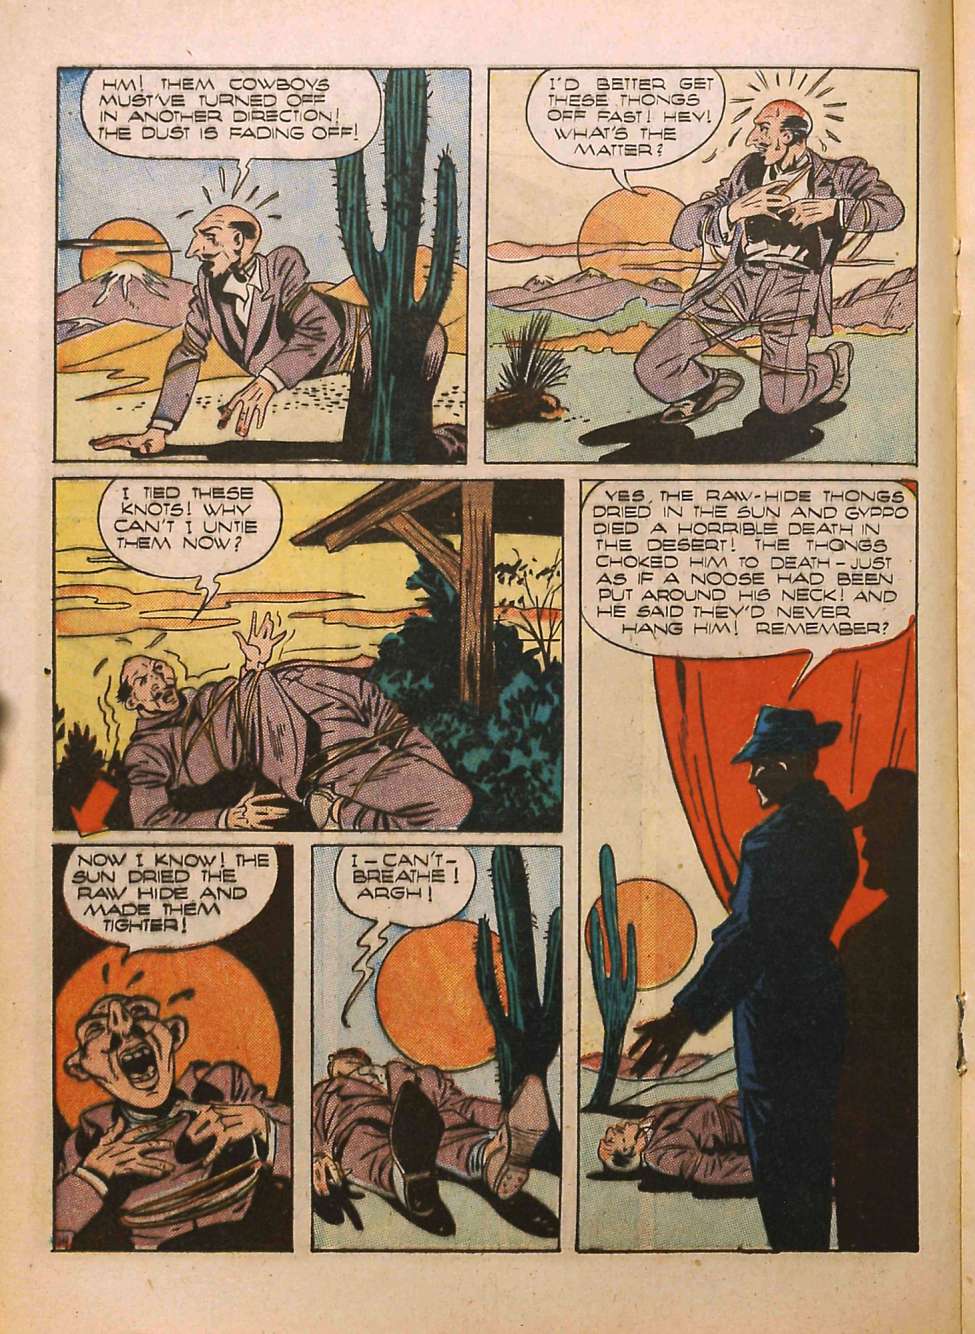 HM! THEM COWBOYS
MUST'VE TURNED OFF
IN ANOTHER DIRECTION!
THE DUST IS FADING OFF!
I'D BETTER GET
THESE THONGS
OFF FAST! HEY!
WHAT'S THE
MATTER?
I TIED THESE
KNOTS! WHY
CAN'T I UNTIE
THEM NOW?
YES, THE RAW-HIDE THONGS
DRIED IN THE SUN AND GYPPO
DIED A HORRIBLE DEATH IN
THE DESERT! THE THONGS
CHOKED HIM TO DEATH - JUST
AS IF A NOOSE HAD BEEN
PUT AROUND HIS NECK! AND
HE SAID THEY'D NEVER
HANG HIM! REMEMBER?
NOW I KNOW! THE
SUN DRIED THE
RAW HIDE AND
MADE THEM
TIGHTER!
I - CAN'T -
BREATHE!
ARGH!